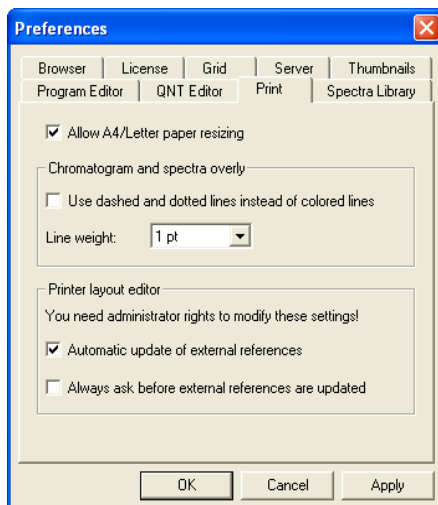 Preferences
Browser License Grid Server Thumbnails
Program Editor QNT Editor Print Spectra Library
Allow A4/Letter paper resizing
Chromatogram and spectra overly
Use dashed and dotted lines instead of colored lines
Line weight: 1 pt
Printer layout editor
You need administrator rights to modify these settings!
Automatic update of external references
Always ask before external references are updated
OK Cancel Apply